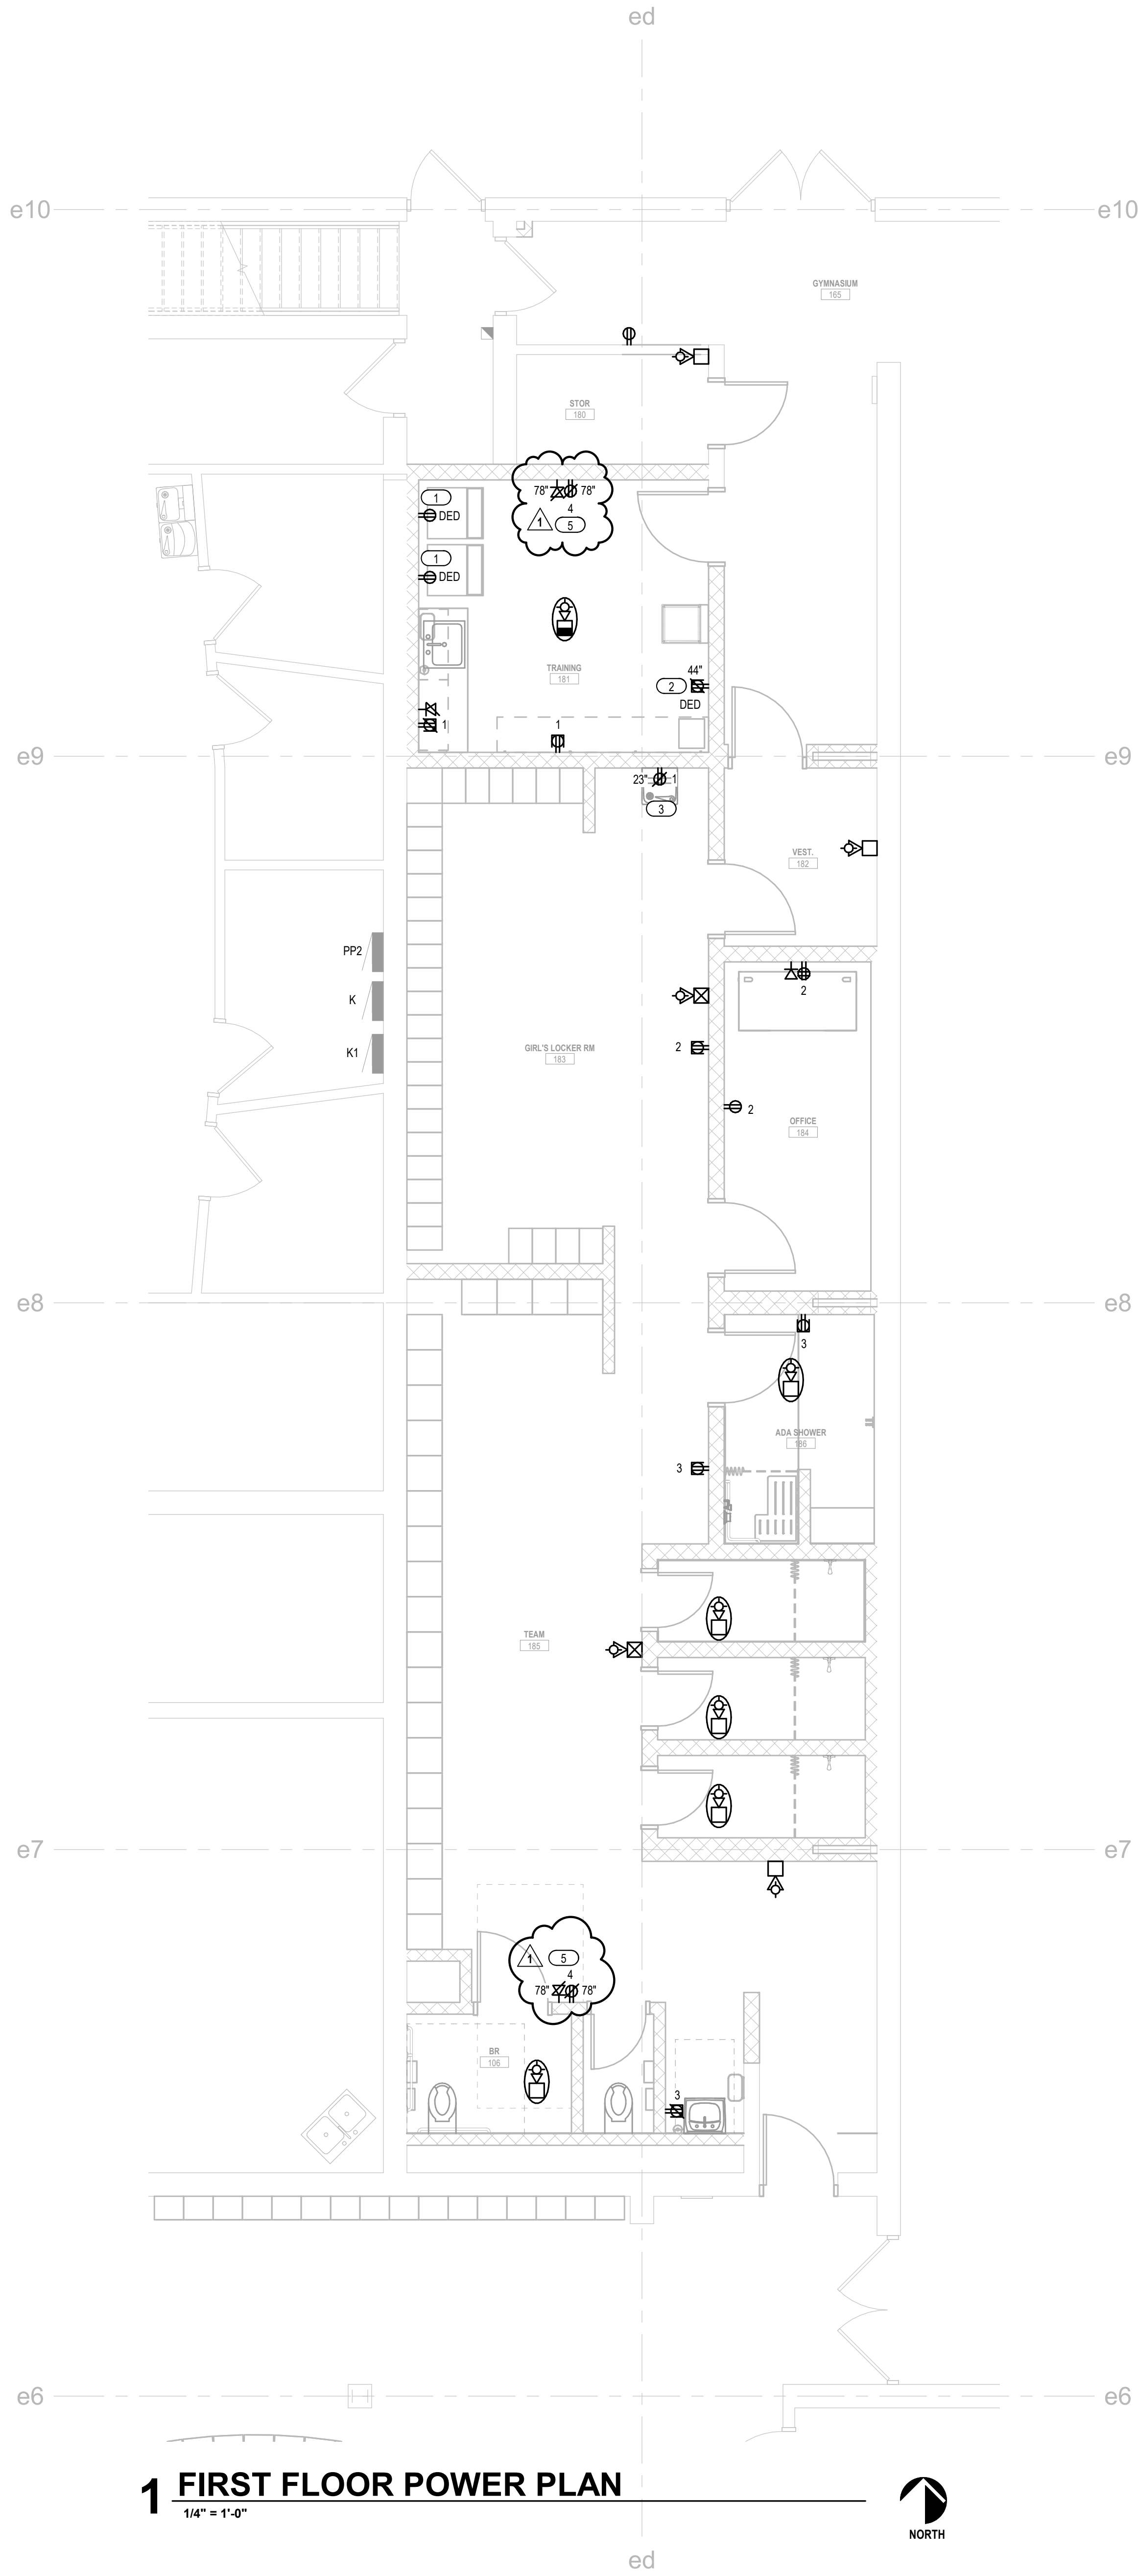 ed
e10
e10
GYMNASIUM
165
STOR
180
78" 78"
4
1 5
1
DED
1
DED
TRAINING
181
44"
2
DED
1
1
e9
e9
23" 1
3
VEST.
182
PP2
K
K1
2
2
2
GIRL'S LOCKER RM
183
OFFICE
184
e8
e8
3
ADA SHOWER
186
3
TEAM
185
e7
e7
1 5
4
78" 78"
BR
106
3
e6
e6
1 FIRST FLOOR POWER PLAN
1/4" = 1'-0"
NORTH
ed